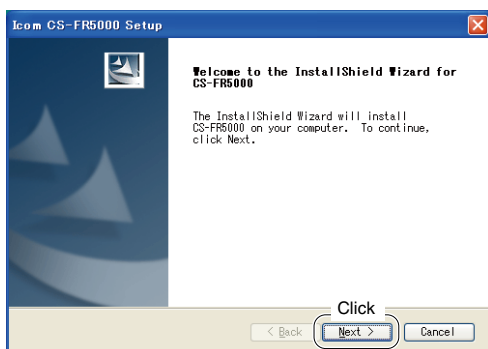 Icom CS-FR5000 Setup
Welcome to the InstallShield Wizard for
CS-FR5000
The InstallShield Wizard will install
CS-FR5000 on your computer. To continue,
click Next.
Click
< Back
Next >
Cancel